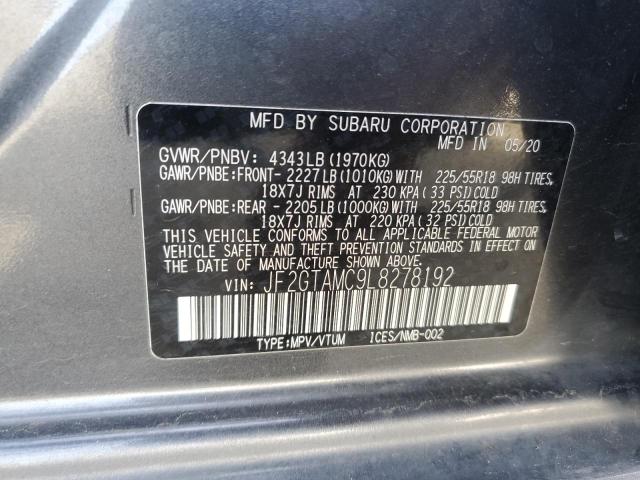 MFD BY SUBARU CORPORATION
MFD IN 05/20
GVWR/PNBV: 4343LB(1970KG)
GAWR/PNBE:FRONT- 2227LB(1010KG)WITH 225/55R18 98H TIRES,
18X7J RIMS AT 230 KPA( 33 PSI)COLD
GAWR/PNBE:REAR - 2205LB(1000KG)WITH 225/55R18 98H TIRES,
18X7J RIMS AT 220 KPA( 32 PSI)COLD
THIS VEHICLE CONFORMS TO ALL APPLICABLE FEDERAL MOTOR
VEHICLE SAFETY AND THEFT PREVENTION STANDARDS IN EFFECT ON
THE DATE OF MANUFACTURE SHOWN ABOVE.
VIN: JF2GTAMC9L8278192
TYPE:MPV/VTUM ICES/NMB-002